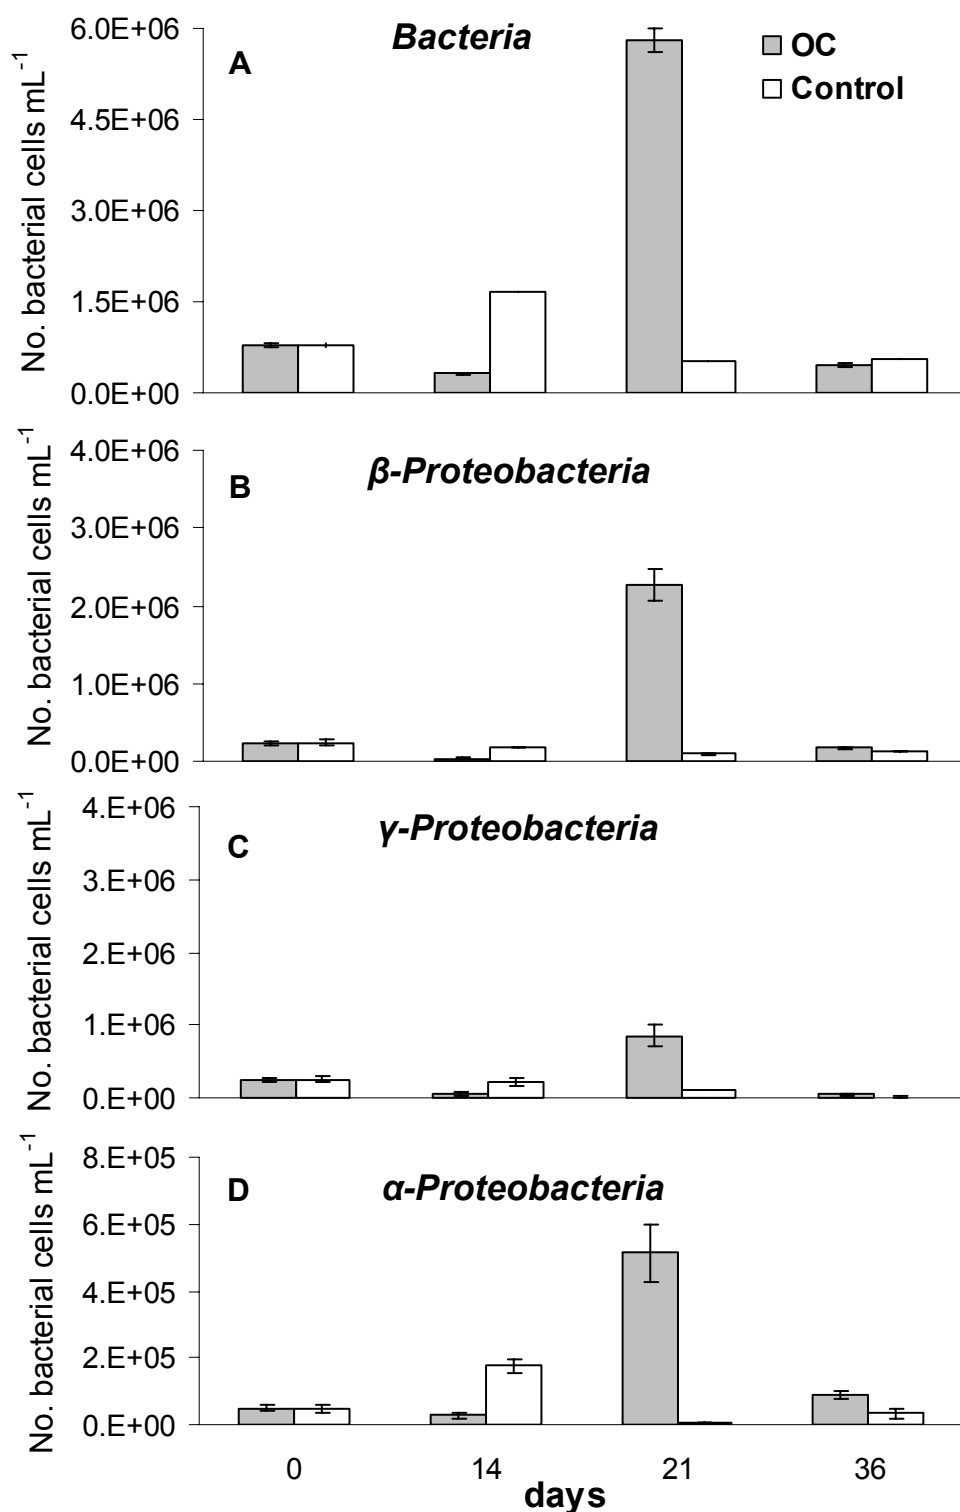 A
Bacteria
OC
Control
No. bacterial cells mL⁻¹
6.0E+06
4.5E+06
3.0E+06
1.5E+06
0.0E+00
B
β-Proteobacteria
No. bacterial cells mL⁻¹
4.0E+06
3.0E+06
2.0E+06
1.0E+06
0.0E+00
C
γ-Proteobacteria
No. bacterial cells mL⁻¹
4.E+06
3.E+06
2.E+06
1.E+06
0.E+00
D
α-Proteobacteria
No. bacterial cells mL⁻¹
8.E+05
6.E+05
4.E+05
2.E+05
0.E+00
0 14 21 36
days